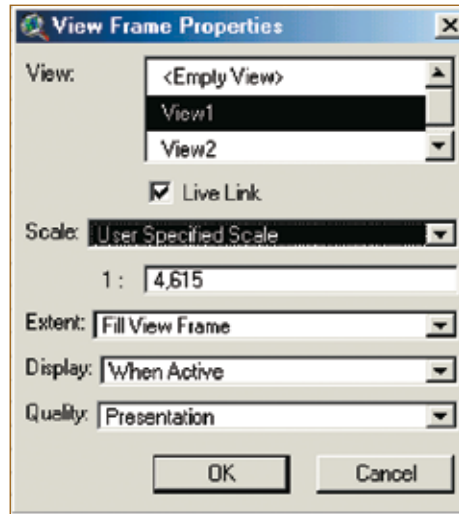 View Frame Properties
View:
<Empty View>
View1
View2
Live Link
Scale: User Specified Scale
1 : 4,615
Extent: Fill View Frame
Display: When Active
Quality: Presentation
OK Cancel